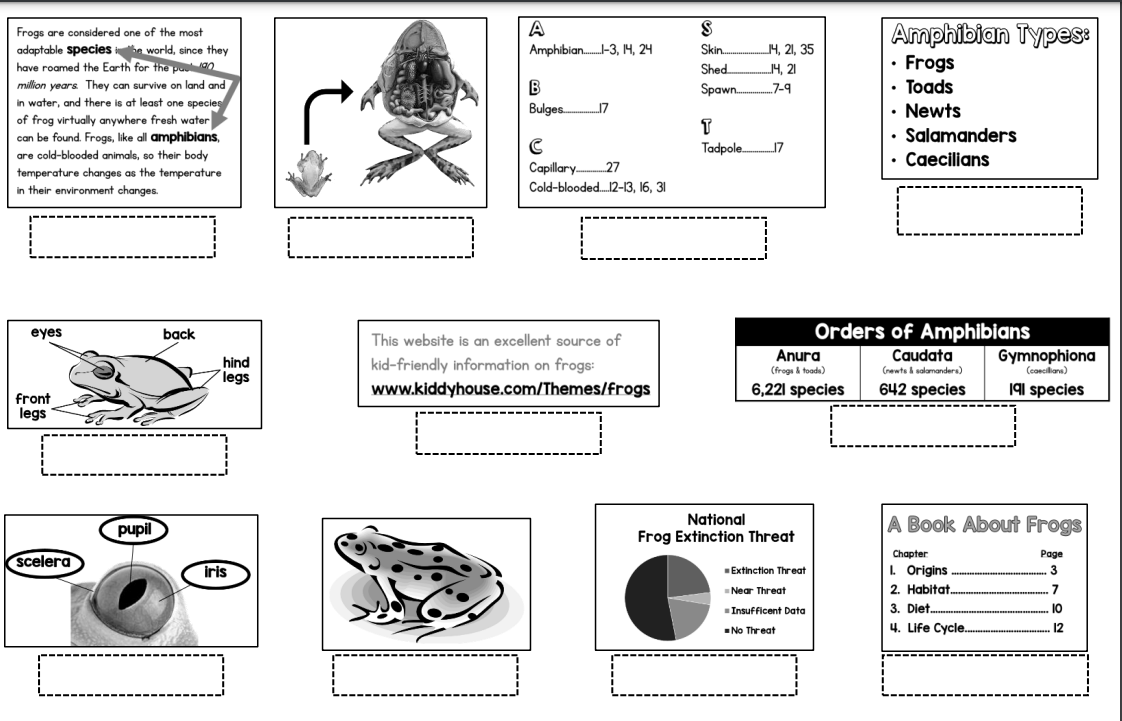 Frogs are considered one of the most
adaptable species in the world, since they
have roamed the Earth for the past 190
million years. They can survive on land and
in water, and there is at least one species
of frog virtually anywhere fresh water
can be found. Frogs, like all amphibians,
are cold-blooded animals, so their body
temperature changes as the temperature
in their environment changes.
A
Amphibian........1-3, 14, 24
B
Bulges..............17
C
Capillary.............27
Cold-blooded....12-13, 16, 31
S
Skin....................14, 21, 35
Shed...................14, 21
Spawn................7-9
T
Tadpole..............17
Amphibian Types:
• Frogs
• Toads
• Newts
• Salamanders
• Caecilians
eyes
back
hind
legs
front
legs
This website is an excellent source of
kid-friendly information on frogs:
www.kiddyhouse.com/Themes/frogs
Orders of Amphibians
Anura Caudata Gymnophiona
(frogs & toads) (newts & salamanders) (caecilians)
6,221 species 642 species 191 species
pupil
scelera
iris
National
Frog Extinction Threat
Extinction Threat
Near Threat
Insufficent Data
No Threat
A Book About Frogs
Chapter Page
1. Origins ...................................... 3
2. Habitat....................................... 7
3. Diet............................................. 10
4. Life Cycle................................... 12